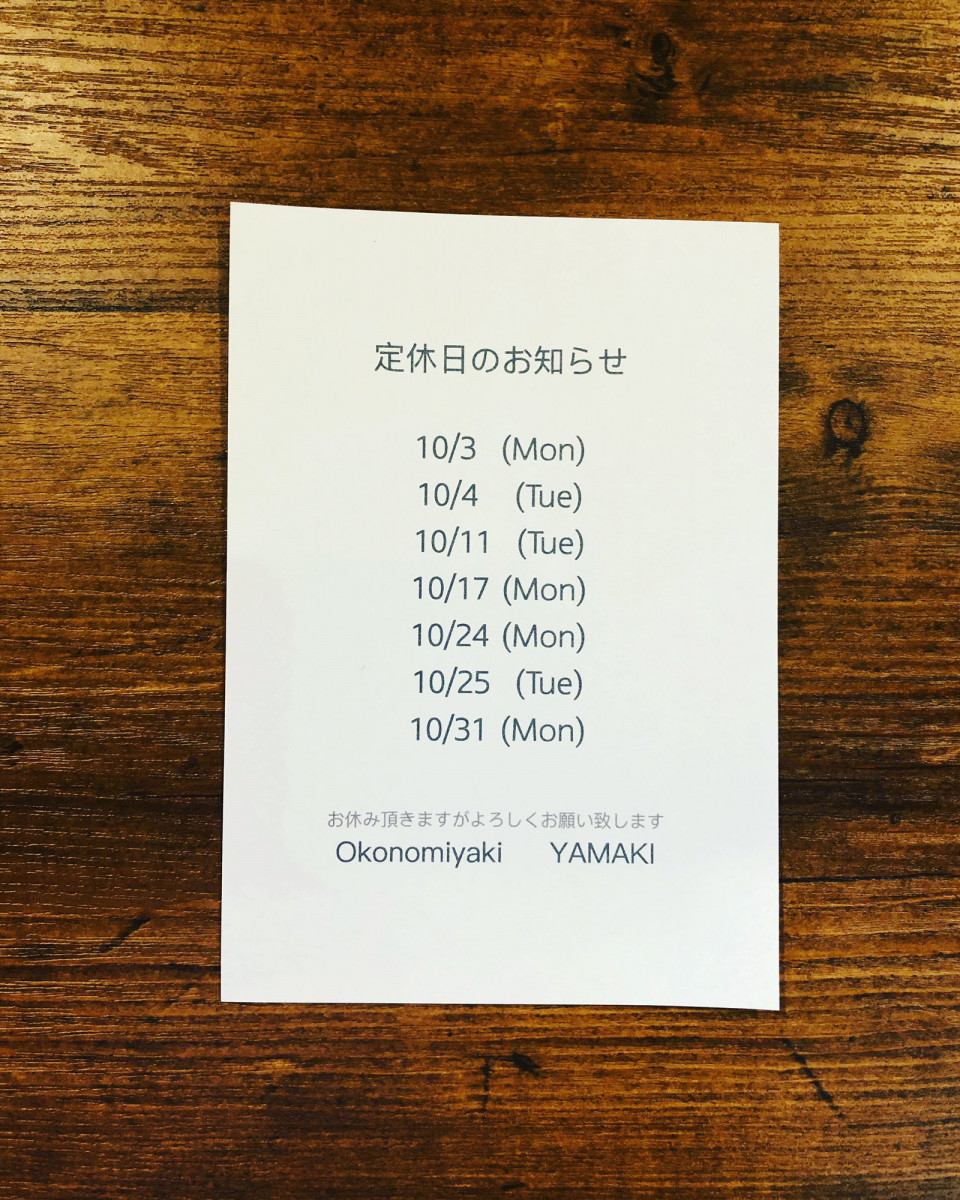 定休日のお知らせ
10/3 (Mon)
10/4 (Tue)
10/11 (Tue)
10/17 (Mon)
10/24 (Mon)
10/25 (Tue)
10/31 (Mon)
お休み頂きますがよろしくお願い致します
Okonomiyaki YAMAKI